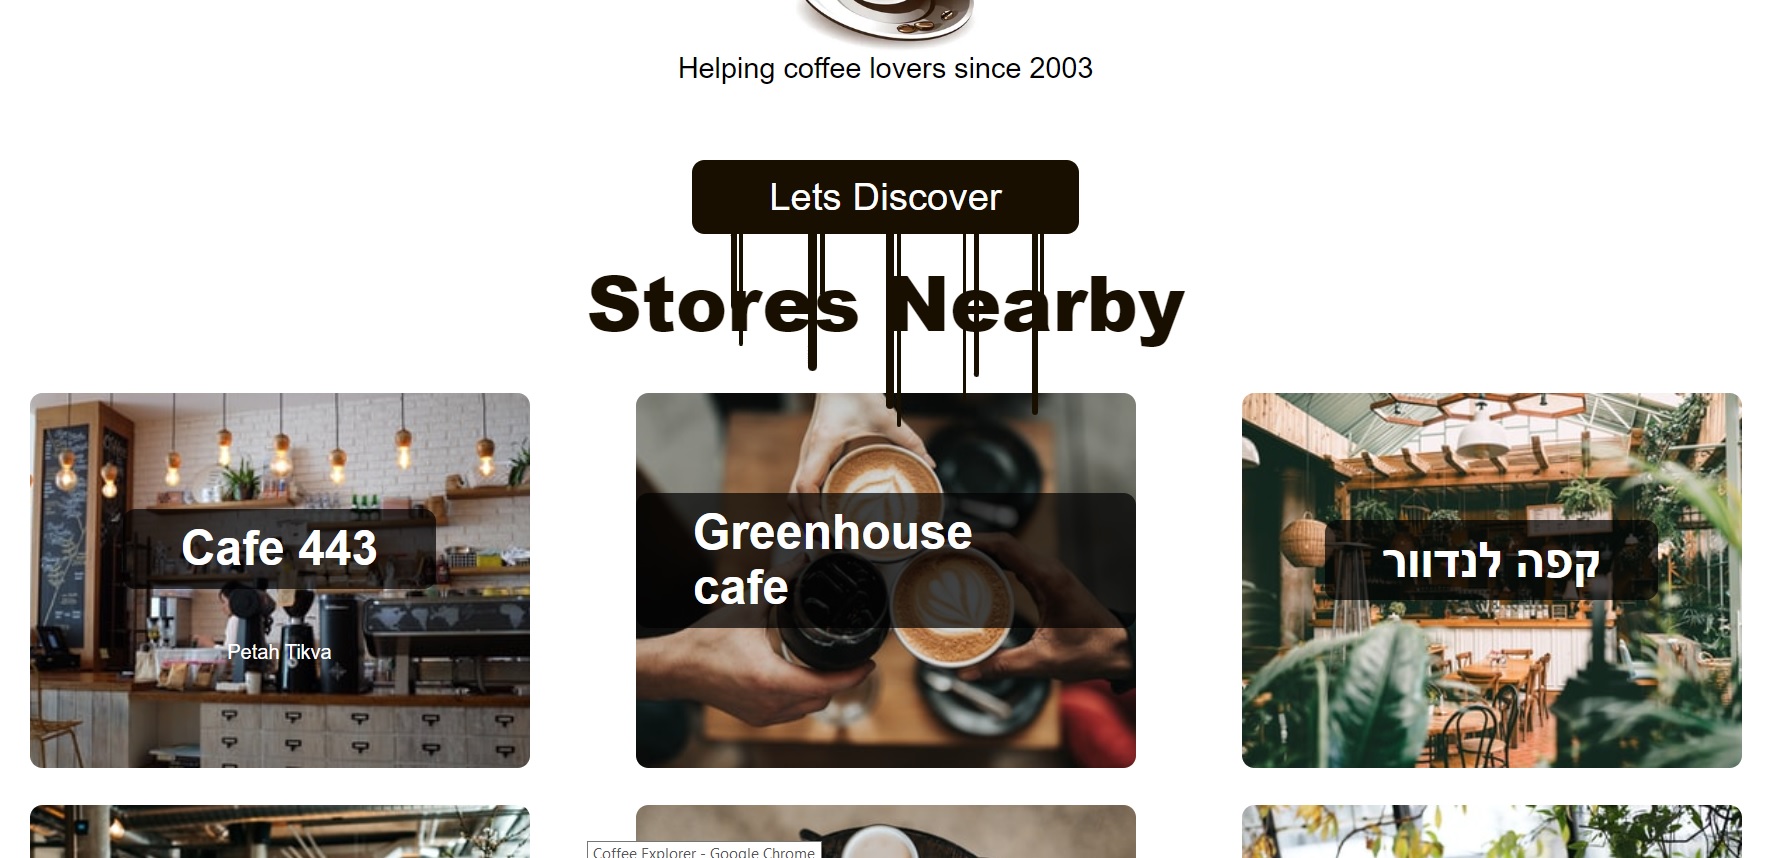 Helping coffee lovers since 2003
Lets Discover
Stores Nearby
Cafe 443
Petah Tikva
Greenhouse
cafe
קפה לנדוור
Coffee Explorer - Google Chrome